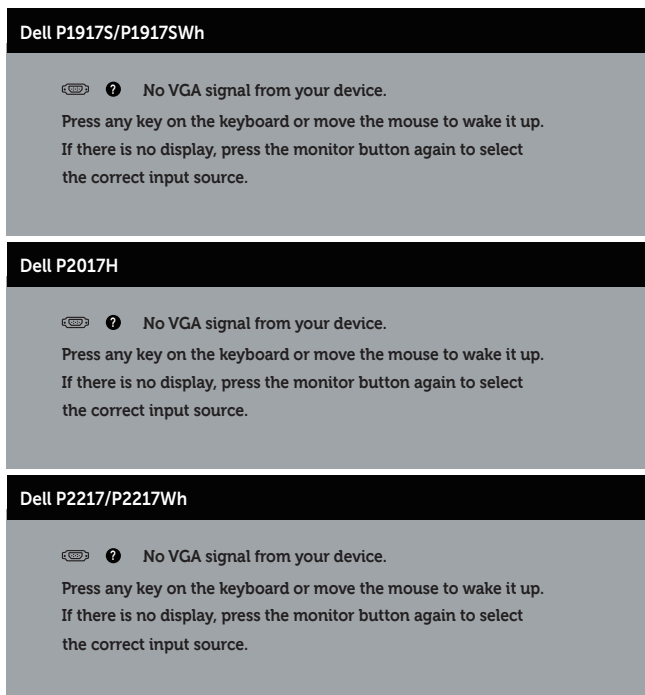 Dell P1917S/P1917SWh
? No VGA signal from your device.
Press any key on the keyboard or move the mouse to wake it up.
If there is no display, press the monitor button again to select
the correct input source.
Dell P2017H
? No VGA signal from your device.
Press any key on the keyboard or move the mouse to wake it up.
If there is no display, press the monitor button again to select
the correct input source.
Dell P2217/P2217Wh
? No VGA signal from your device.
Press any key on the keyboard or move the mouse to wake it up.
If there is no display, press the monitor button again to select
the correct input source.